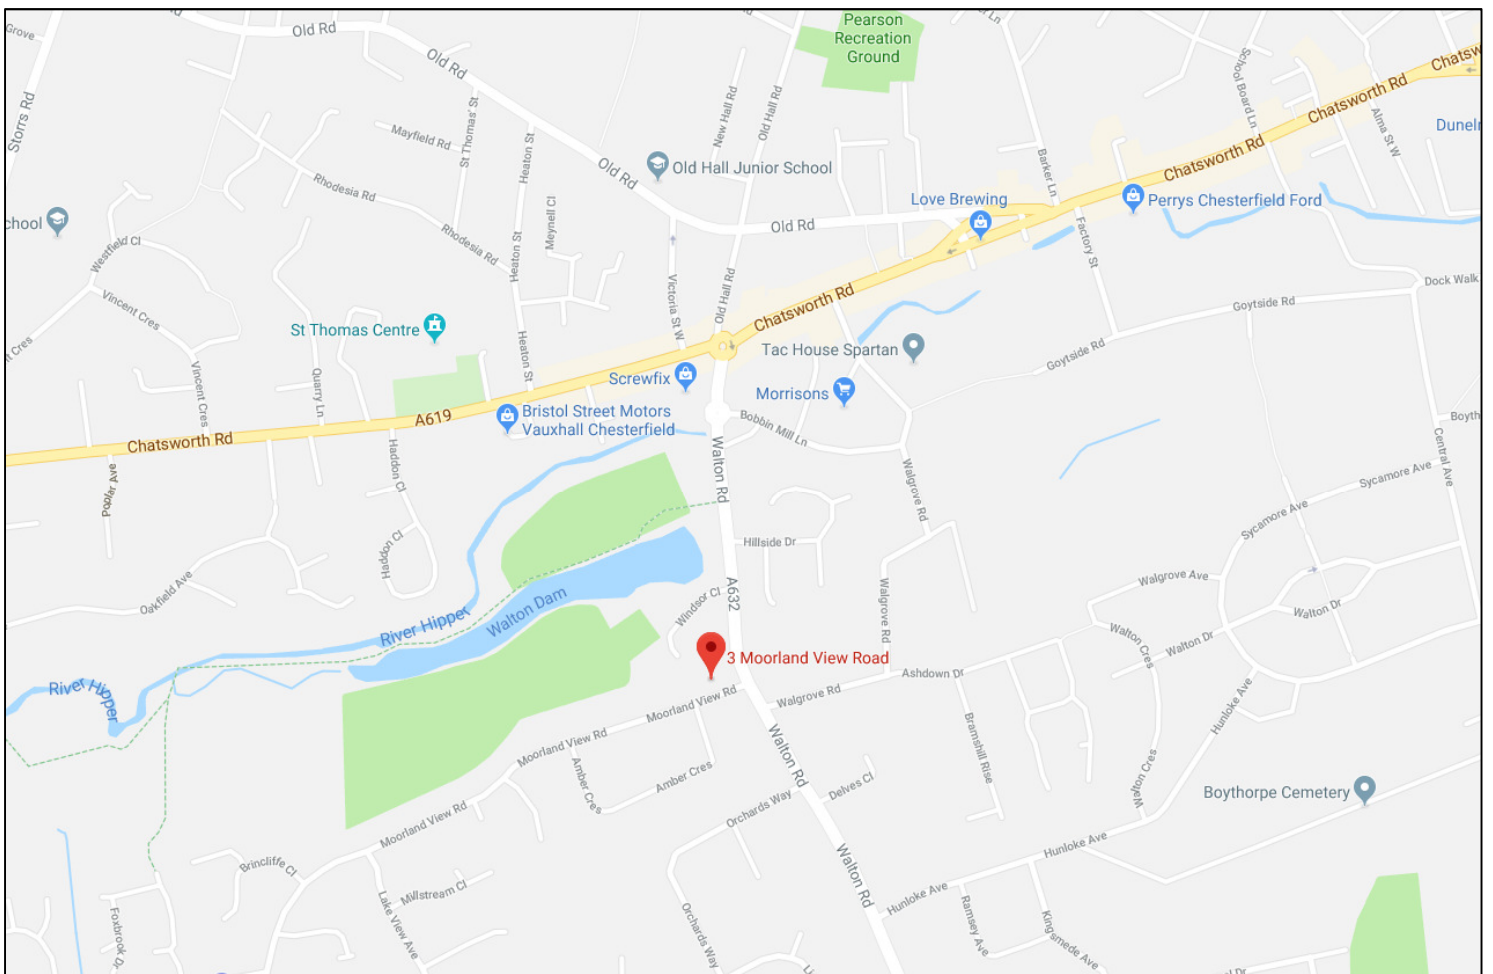 Grove
Old Rd
Pearson
Recreation
Ground
Chatsw
Old Rd
Storrs Rd
School Board Ln
Chatsworth Rd
New Hall Rd
Old Hall Rd
St Thomas' St
Mayfield Rd
Heaton St
Alma St W
Dunelm
Old Rd
Old Hall Junior School
Barker Ln
Chatsworth Rd
Rhodesia Rd
Love Brewing
Perrys Chesterfield Ford
chool
Meynell Cl
Old Rd
Rhodesia Rd
Heaton St
Factory St
Westfield Cl
Victoria St W
Old Hall Rd
Dock Walk
Vincent Cres
Chatsworth Rd
Goytside Rd
St Thomas Centre
t Cres
Heaton St
Tac House Spartan
Goytside Rd
Vincent Cres
Quarry Ln
Screwfix
Morrisons
A619
Bristol Street Motors
Vauxhall Chesterfield
Bobbin Mill Ln
Boyth
Chatsworth Rd
Haddon Cl
Walton Rd
Central Ave
Poplar Ave
Walgrove Rd
Sycamore Ave
Sycamore Ave
Haddon Cl
Hillside Dr
Oakfield Ave
A632
Windsor Cl
Walgrove Rd
Walgrove Ave
Walton Dam
River Hipper
Walton Dr
Walton Cres
Walton Dr
3 Moorland View Road
Ashdown Dr
River Hipper
Moorland View Rd
Walgrove Rd
Hunloke Ave
Moorland View Rd
Walton Rd
Bramshill Rise
Amber Cres
Amber Cres
Walton Cres
Delves Cl
Boythorpe Cemetery
Orchards Way
Moorland View Rd
Hunloke Ave
Brincliffe Cl
Walton Rd
Millstream Cl
Hunloke Ave
Lake View Ave
Foxbrook Dr
Orchards Way
Ramsey Ave
Kingsmede Ave